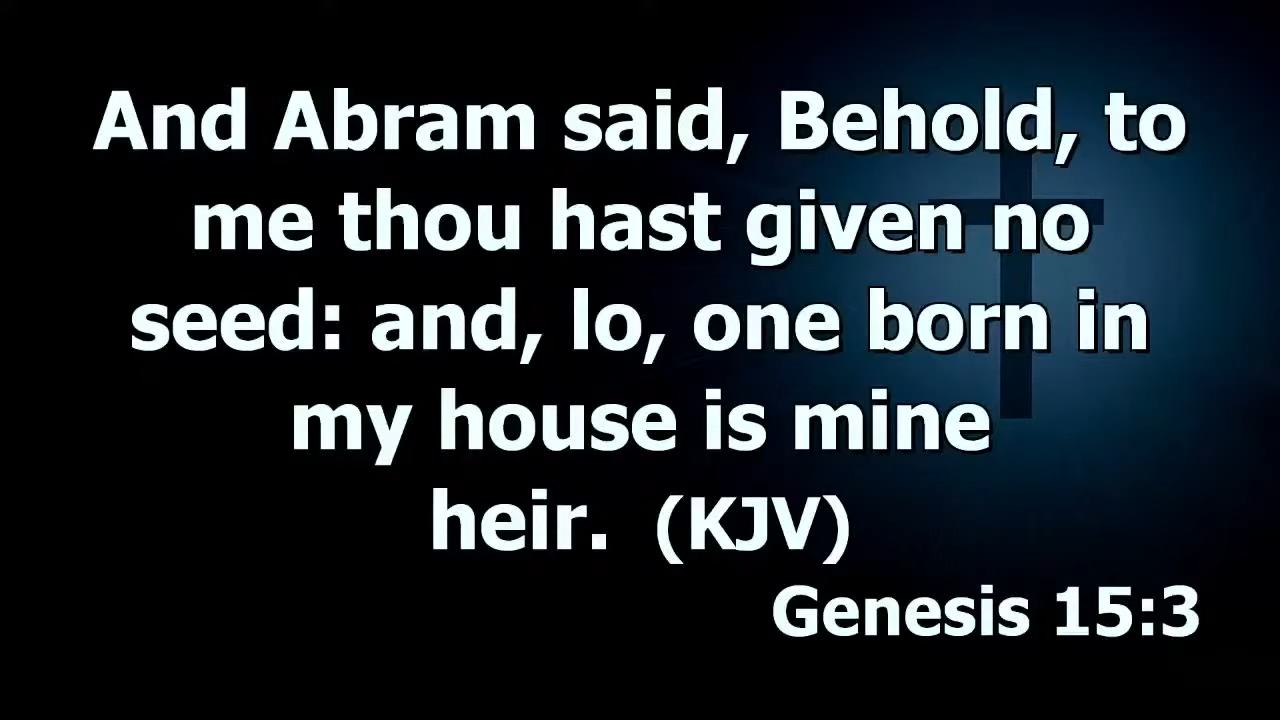 And Abram said, Behold, to
me thou hast given no
seed: and, lo, one born in
my house is mine
heir.  (KJV)
Genesis 15:3